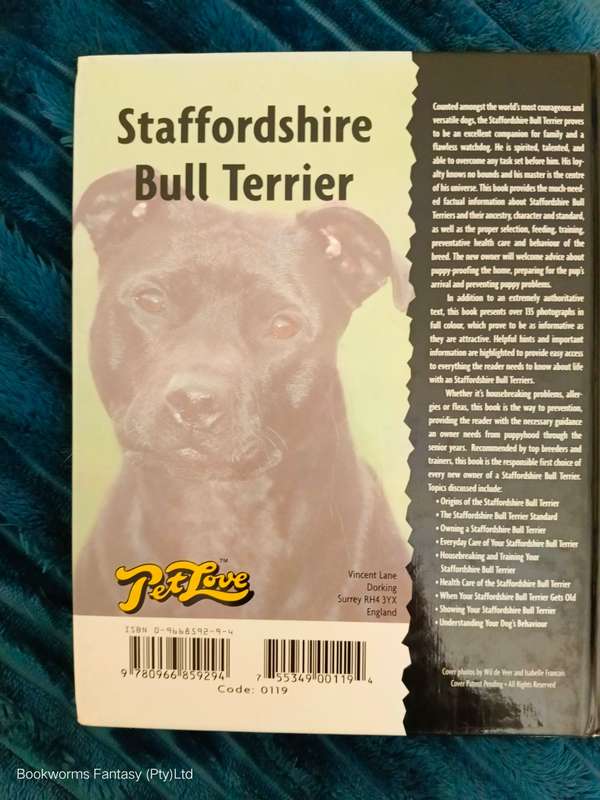 Staffordshire
Bull Terrier
PetLove™
Vincent Lane
Dorking
Surrey RH4 3YX
England
ISBN 0-9668592-9-4
9 780966 859294
7 55349 00119 4
Code: 0119
Counted amongst the world's most courageous and
versatile dogs, the Staffordshire Bull Terrier proves
to be an excellent companion for family and a
flawless watchdog. He is spirited, talented, and
able to overcome any task set before him. His loy-
alty knows no bounds and his master is the centre
of his universe. This book provides the much-need-
ed factual information about Staffordshire Bull
Terriers and their ancestry, character and standard,
as well as the proper selection, feeding, training,
preventative health care and behaviour of the
breed. The new owner will welcome advice about
puppy-proofing the home, preparing for the pup's
arrival and preventing puppy problems.
In addition to an extremely authoritative
text, this book presents over 135 photographs in
full colour, which prove to be as informative as
they are attractive. Helpful hints and important
information are highlighted to provide easy access
to everything the reader needs to know about life
with an Staffordshire Bull Terriers.
Whether it's housebreaking problems, aller-
gies or fleas, this book is the way to prevention,
providing the reader with the necessary guidance
an owner needs from puppyhood through the
senior years. Recommended by top breeders and
trainers, this book is the responsible first choice of
every new owner of a Staffordshire Bull Terrier.
Topics discussed include:
• Origins of the Staffordshire Bull Terrier
• The Staffordshire Bull Terrier Standard
• Owning a Staffordshire Bull Terrier
• Everyday Care of Your Staffordshire Bull Terrier
• Housebreaking and Training Your
Staffordshire Bull Terrier
• Health Care of the Staffordshire Bull Terrier
• When Your Staffordshire Bull Terrier Gets Old
• Showing Your Staffordshire Bull Terrier
• Understanding Your Dog's Behaviour
Cover photos by Wil de Veer and Isabelle Francais
Cover Patent Pending • All Rights Reserved
Bookworms Fantasy (Pty)Ltd